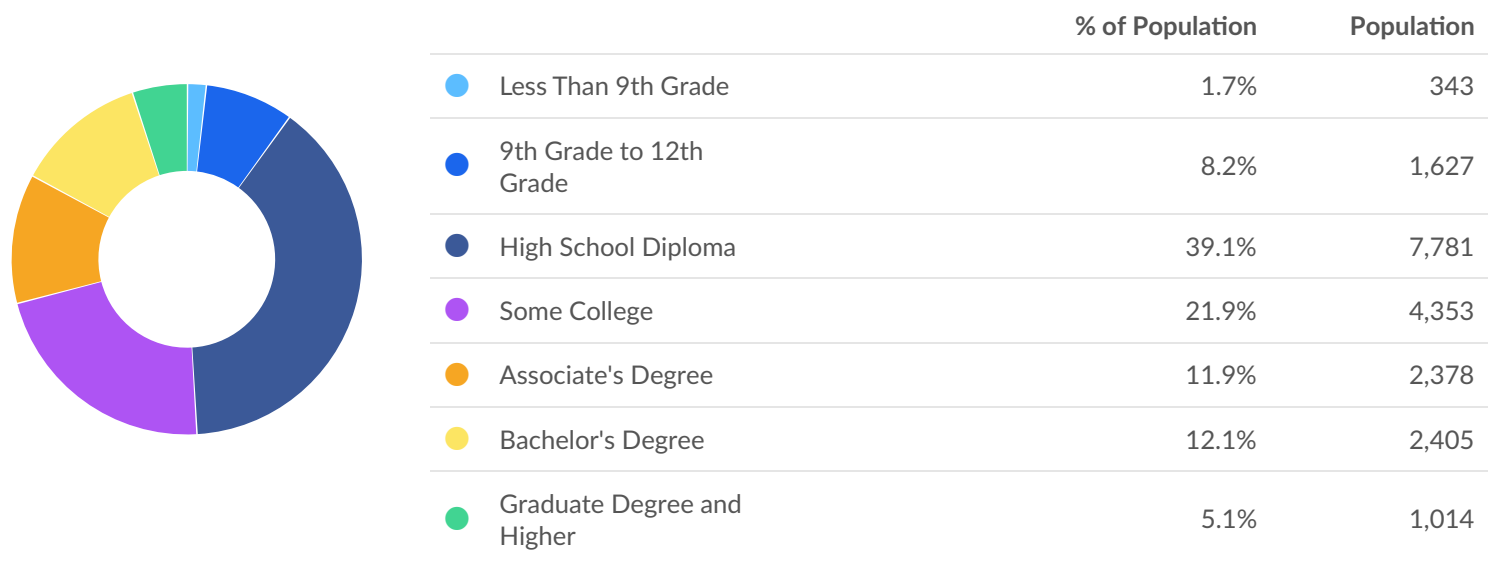 % of Population Population
Less Than 9th Grade 1.7% 343
9th Grade to 12th
Grade 8.2% 1,627
High School Diploma 39.1% 7,781
Some College 21.9% 4,353
Associate's Degree 11.9% 2,378
Bachelor's Degree 12.1% 2,405
Graduate Degree and
Higher 5.1% 1,014